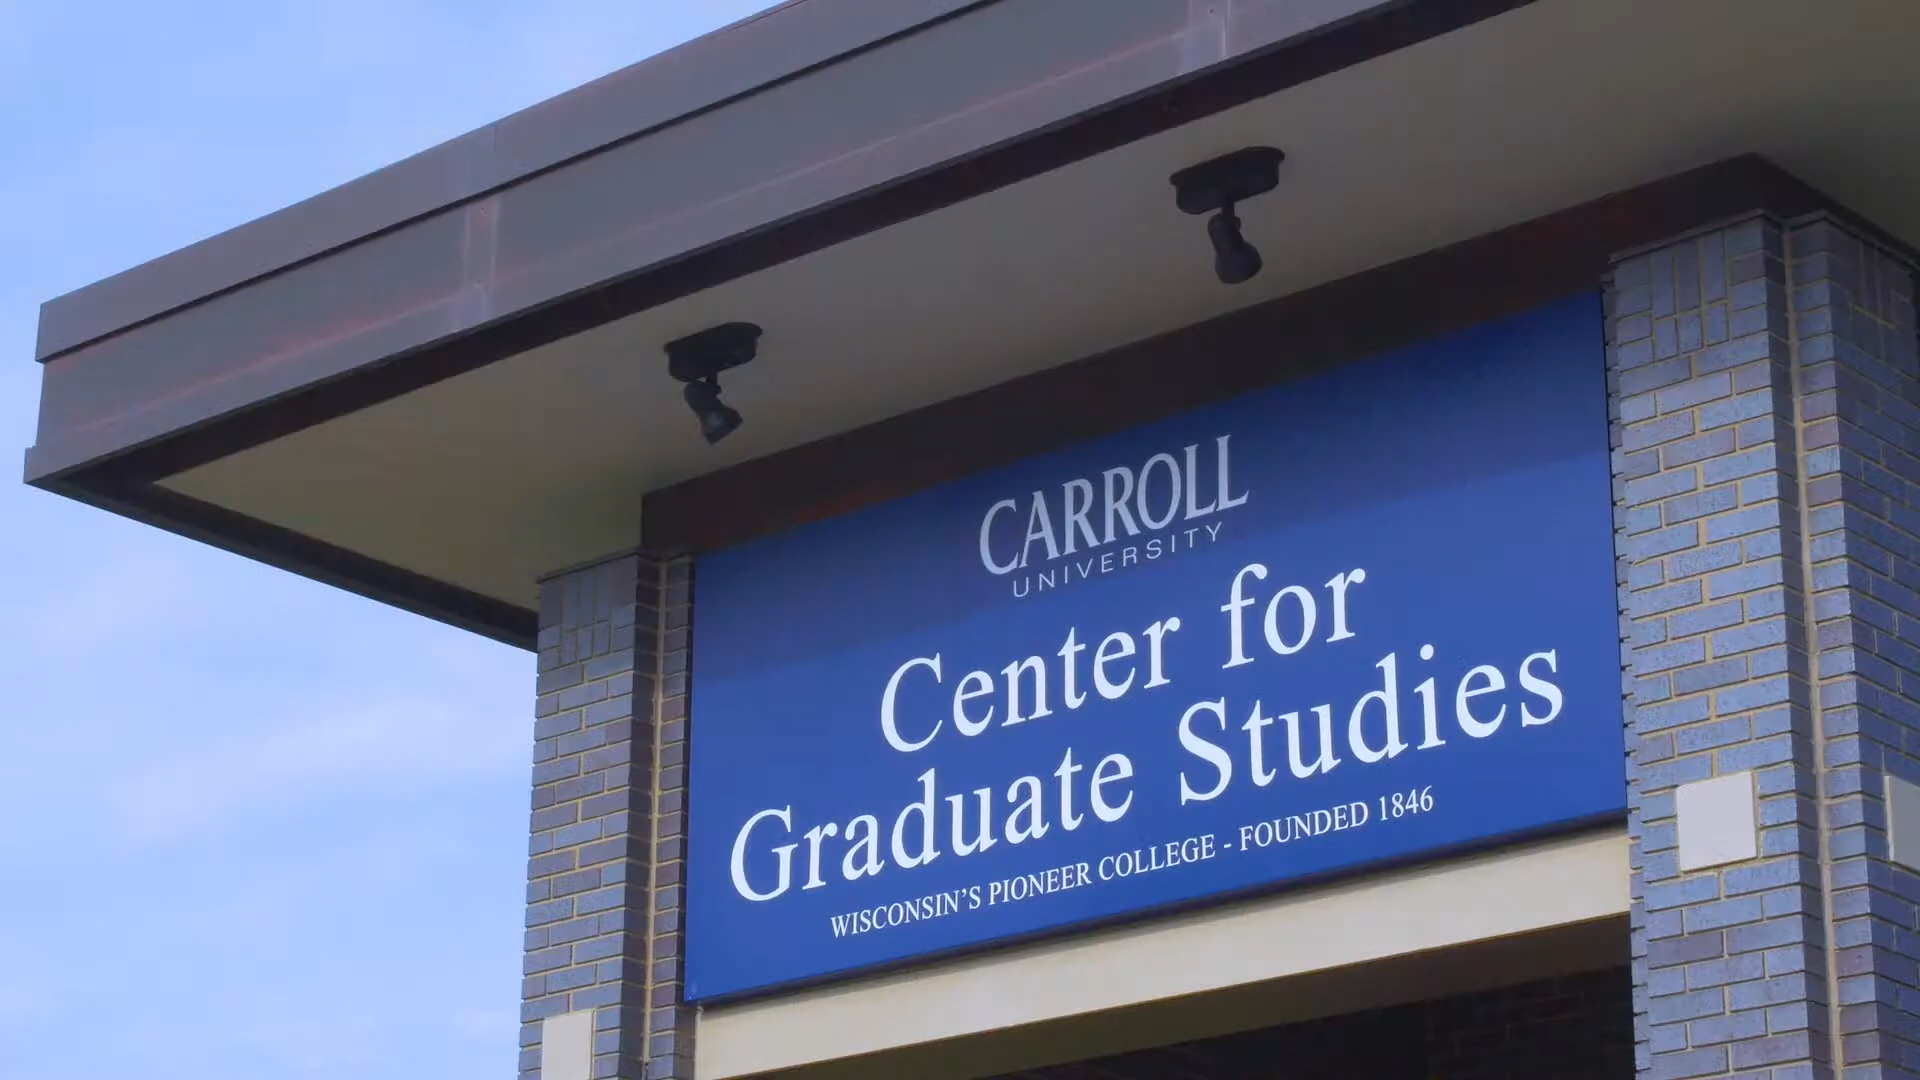 CARROLL
UNIVERSITY
Center for
Graduate Studies
WISCONSIN'S PIONEER COLLEGE - FOUNDED 1846